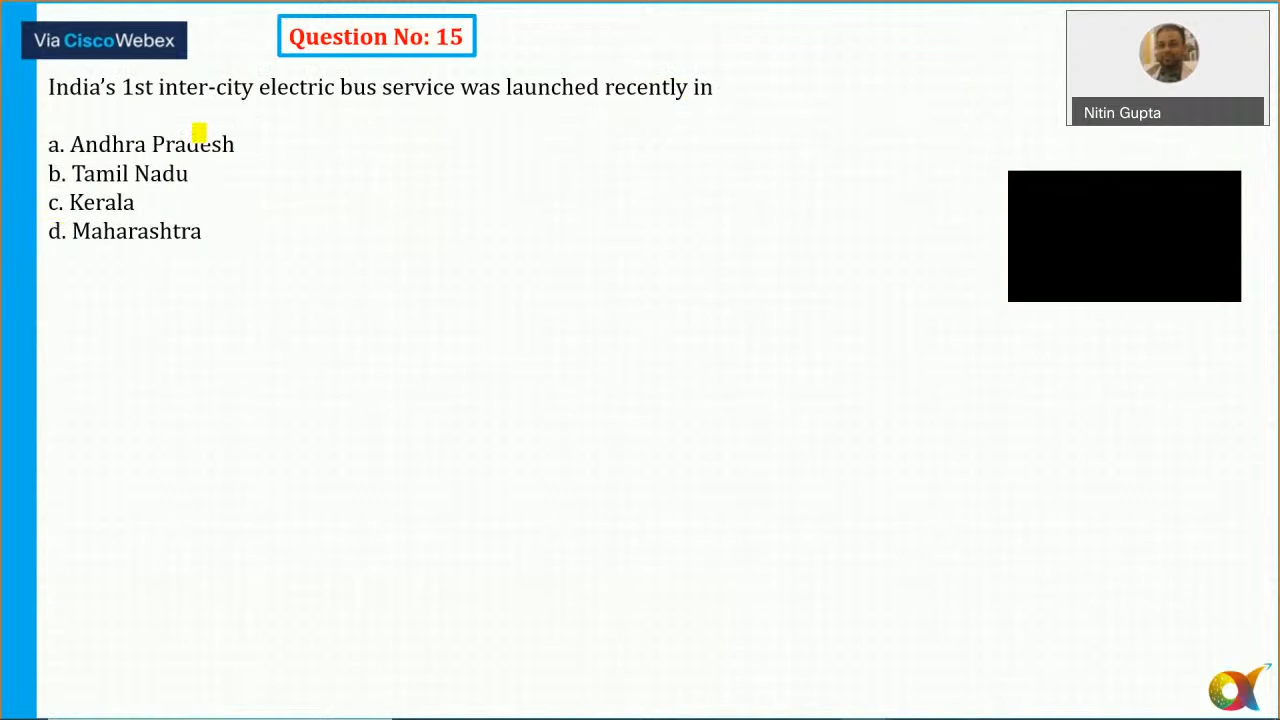 Via CiscoWebex
Question No: 15
India’s 1st inter-city electric bus service was launched recently in
a. Andhra Pradesh
b. Tamil Nadu
c. Kerala
d. Maharashtra
Nitin Gupta